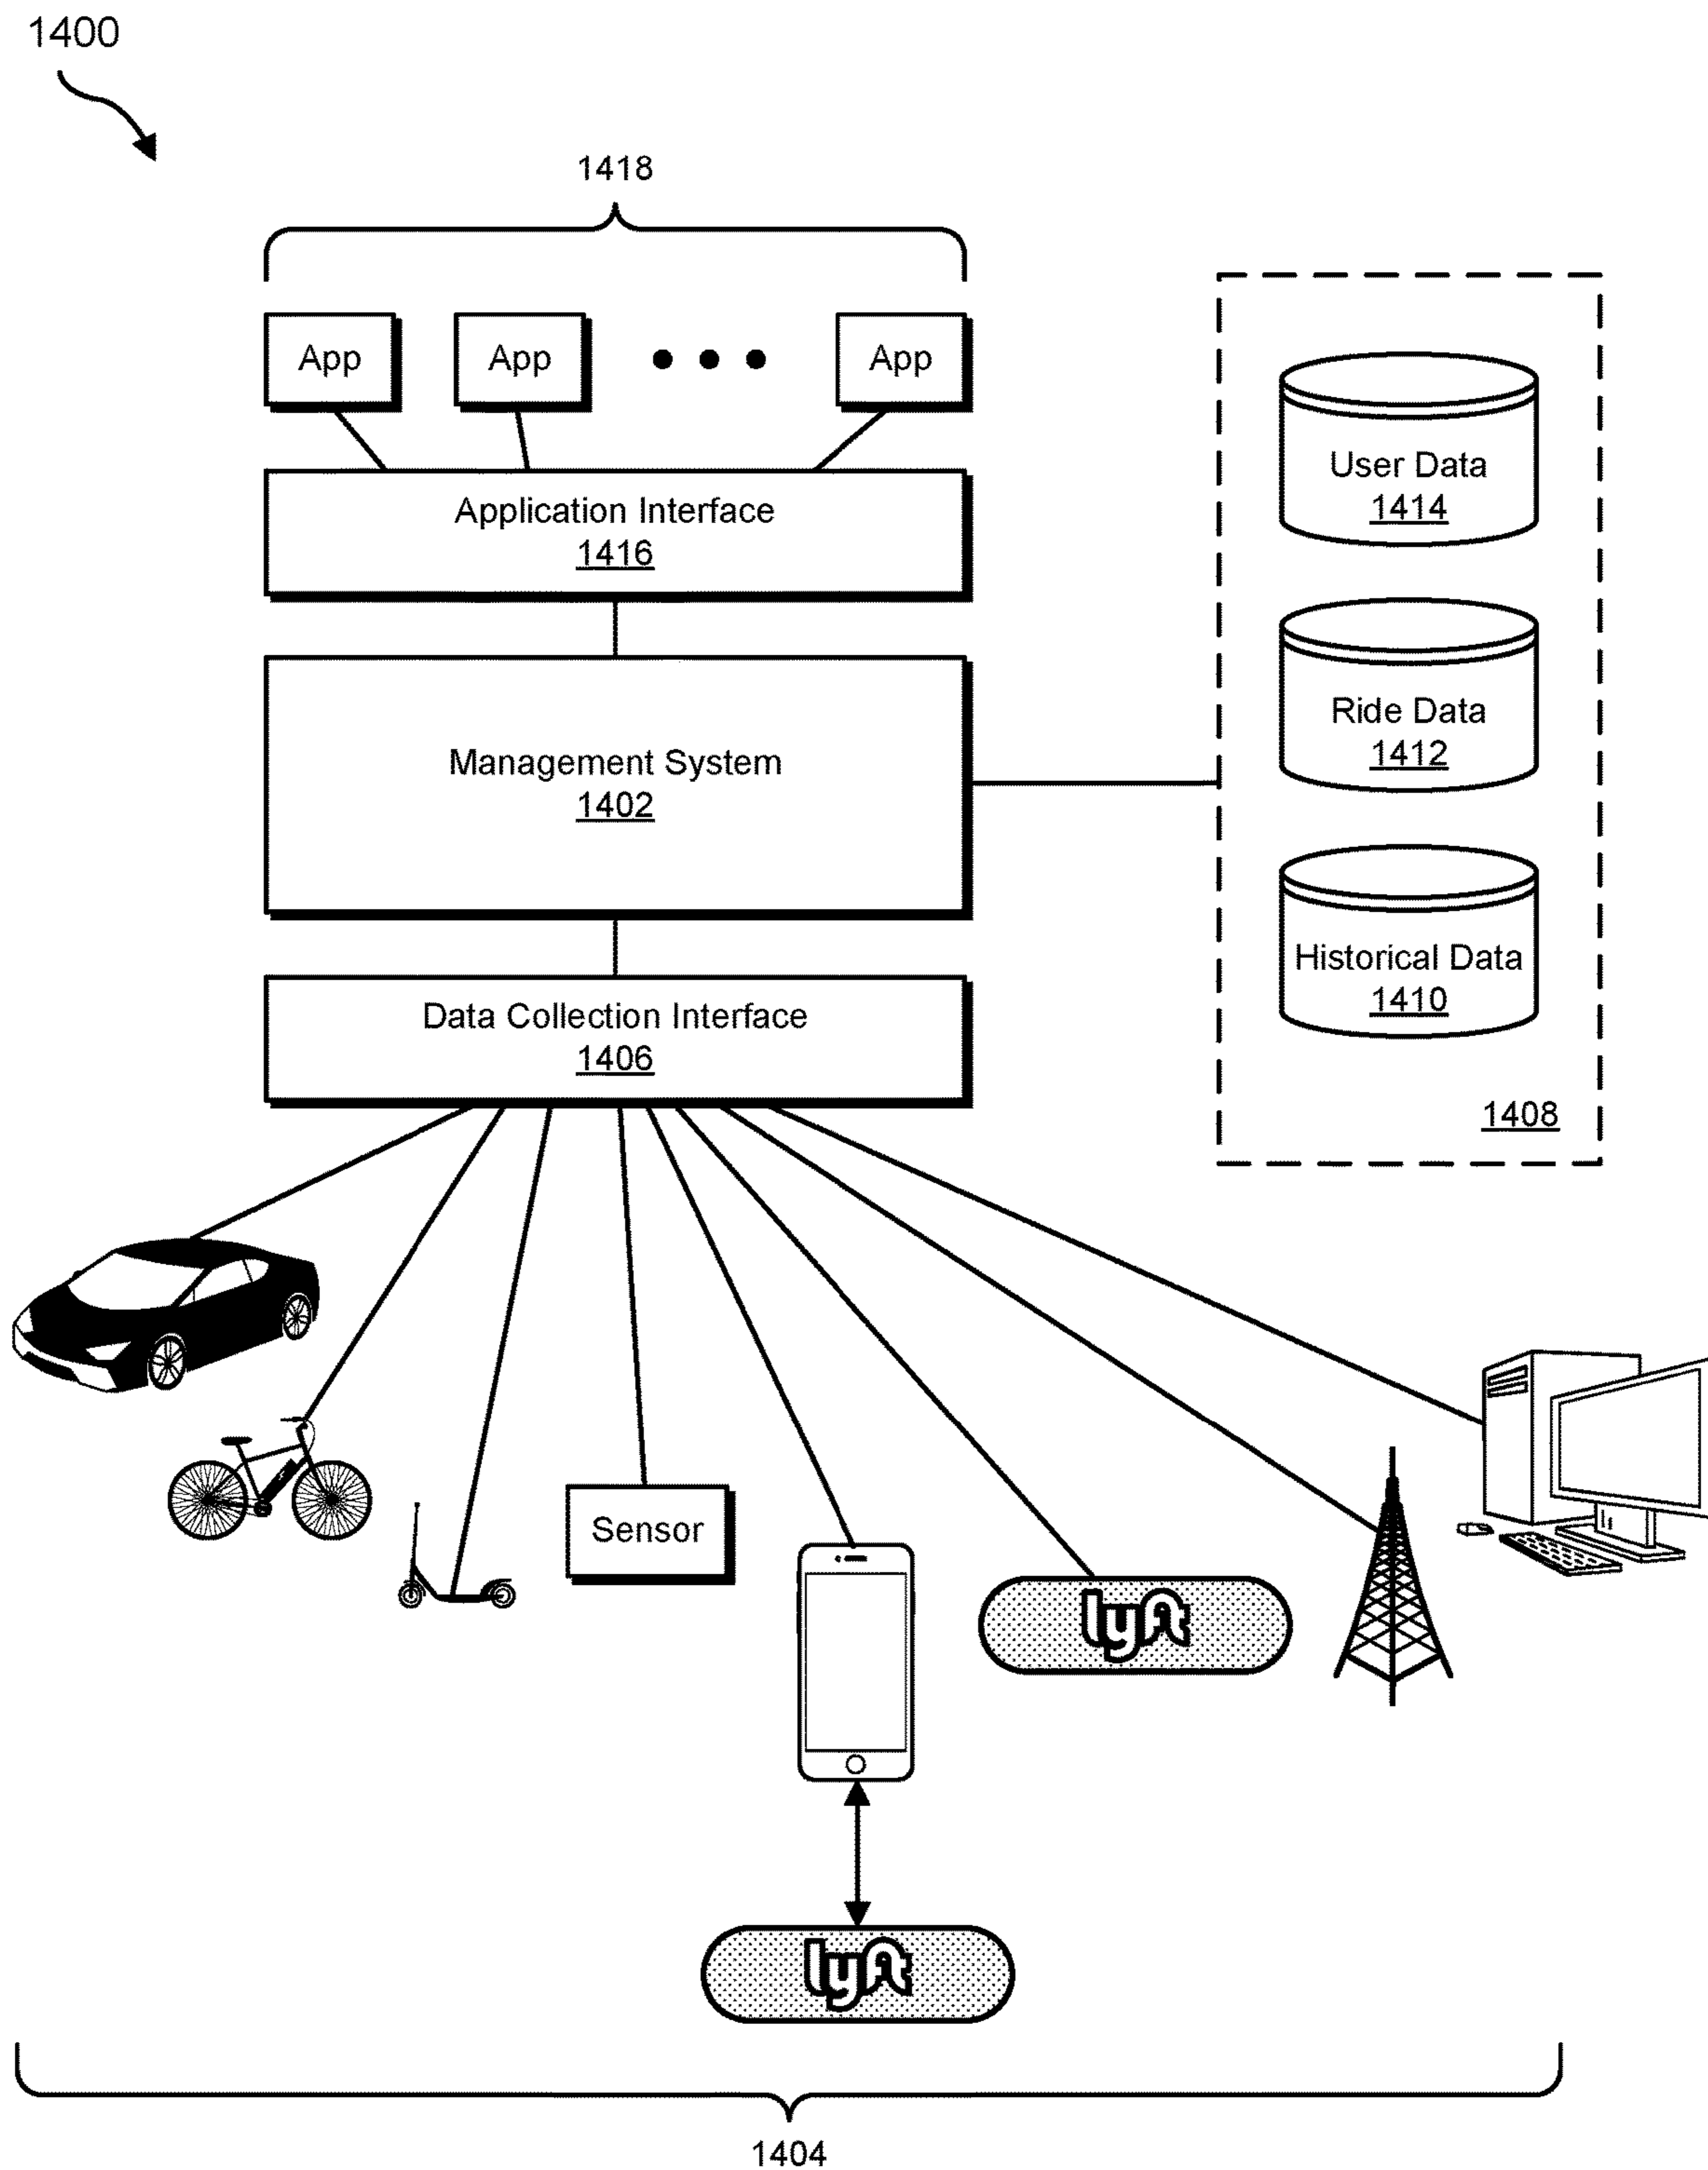 1400
1418
App
App
App
Application Interface
1416
Management System
1402
Data Collection Interface
1406
User Data
1414
Ride Data
1412
Historical Data
1410
1408
Sensor
lyft
lyft
1404